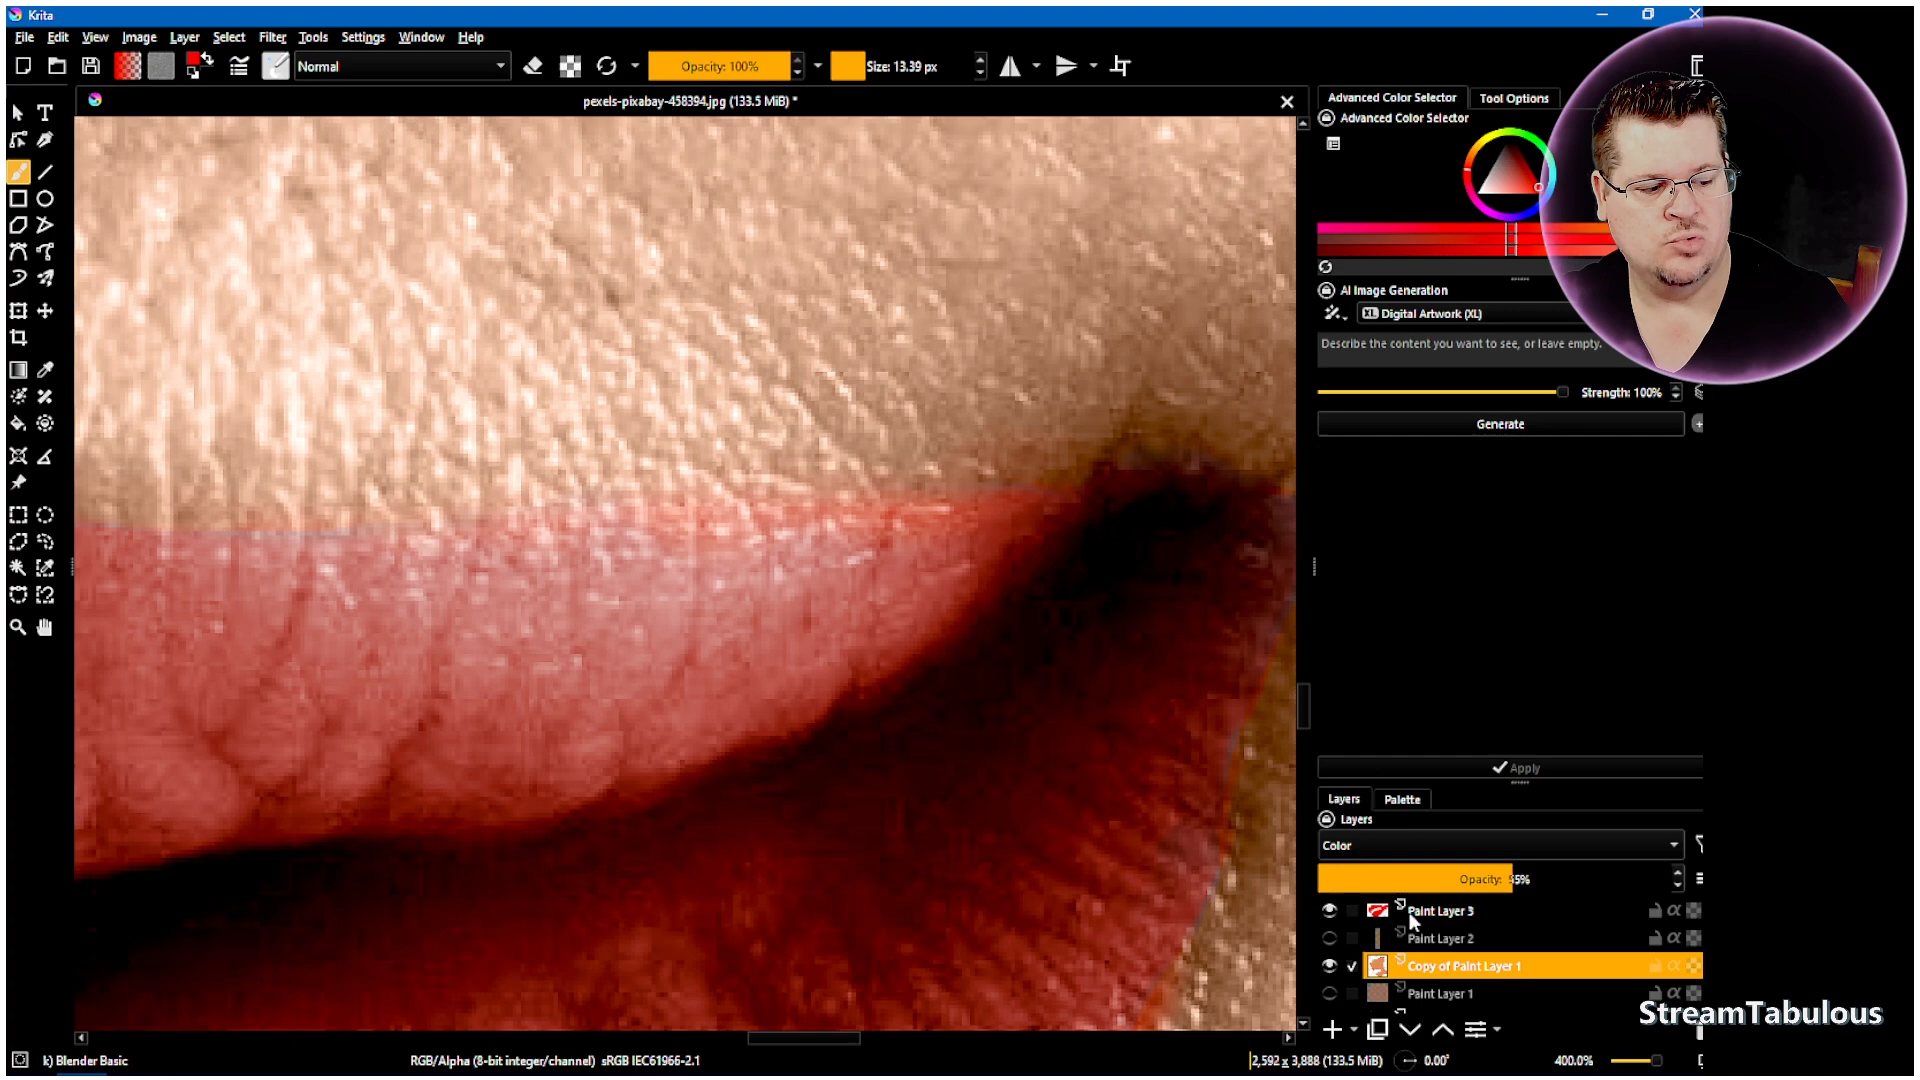 Krita
File Edit View Image Layer Select Filter Tools Settings Window Help
Normal Opacity: 100% Size: 13.39 px
pexels-pixabay-458394.jpg (133.5 MiB) *
Advanced Color Selector Tool Options
Advanced Color Selector
AI Image Generation
XL Digital Artwork (XL)
Describe the content you want to see, or leave empty.
Strength: 100%
Generate
Apply
Layers Palette
Layers
Color
Opacity: 55%
Paint Layer 3
Paint Layer 2
Copy of Paint Layer 1
Paint Layer 1
StreamTabulous
k) Blender Basic RGB/Alpha (8-bit integer/channel) sRGB IEC61966-2.1 2,592 x 3,888 (133.5 MiB) 0.00° 400.0%